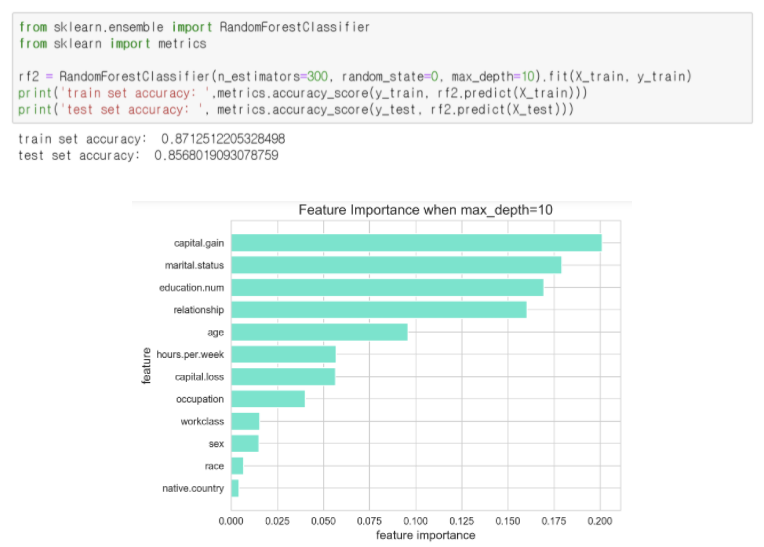 from sklearn.ensemble import RandomForestClassifier
from sklearn import metrics
rf2 = RandomForestClassifier(n_estimators=300, random_state=0, max_depth=10).fit(X_train, y_train)
print('train set accuracy: ',metrics.accuracy_score(y_train, rf2.predict(X_train)))
print('test set accuracy: ', metrics.accuracy_score(y_test, rf2.predict(X_test)))
train set accuracy:  0.8712512205328498
test set accuracy:  0.8568019093078759
Feature Importance when max_depth=10
feature
capital.gain
marital.status
education.num
relationship
age
hours.per.week
capital.loss
occupation
workclass
sex
race
native.country
0.000 0.025 0.050 0.075 0.100 0.125 0.150 0.175 0.200
feature importance